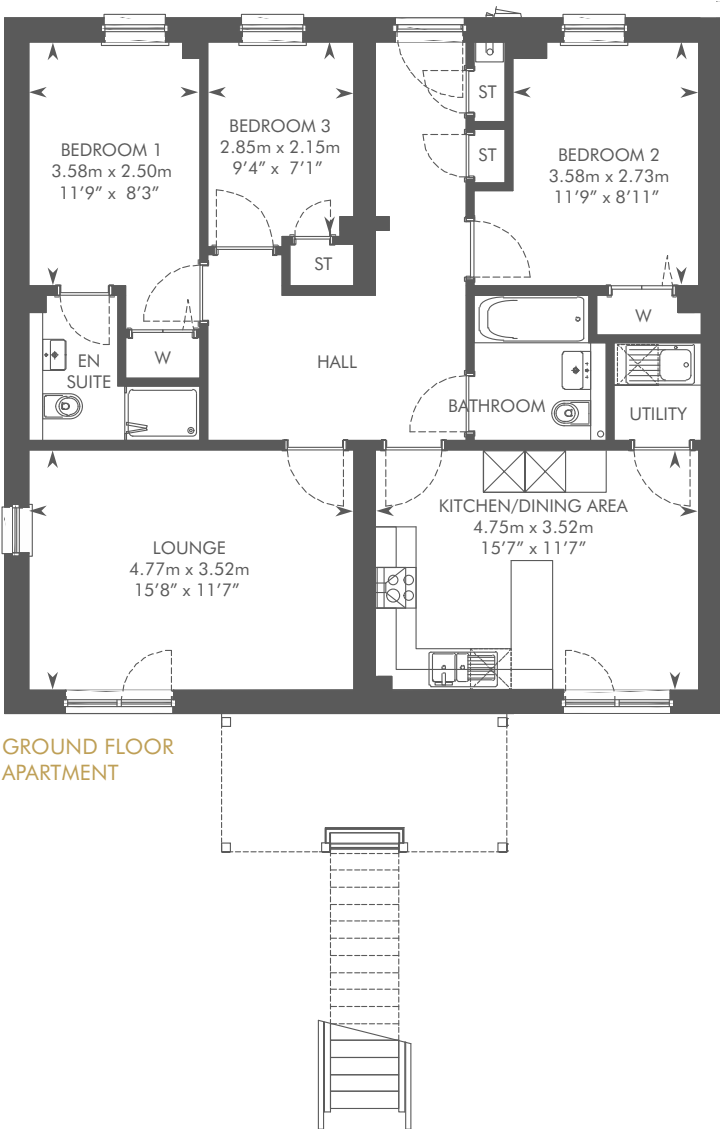 BEDROOM 1
3.58m x 2.50m
11’9” x 8’3”
BEDROOM 3
2.85m x 2.15m
9’4” x 7’1”
ST
ST
BEDROOM 2
3.58m x 2.73m
11’9” x 8’11”
ST
W
EN
SUITE
W
HALL
BATHROOM
UTILITY
LOUNGE
4.77m x 3.52m
15’8” x 11’7”
KITCHEN/DINING AREA
4.75m x 3.52m
15’7” x 11’7”
GROUND FLOOR
APARTMENT